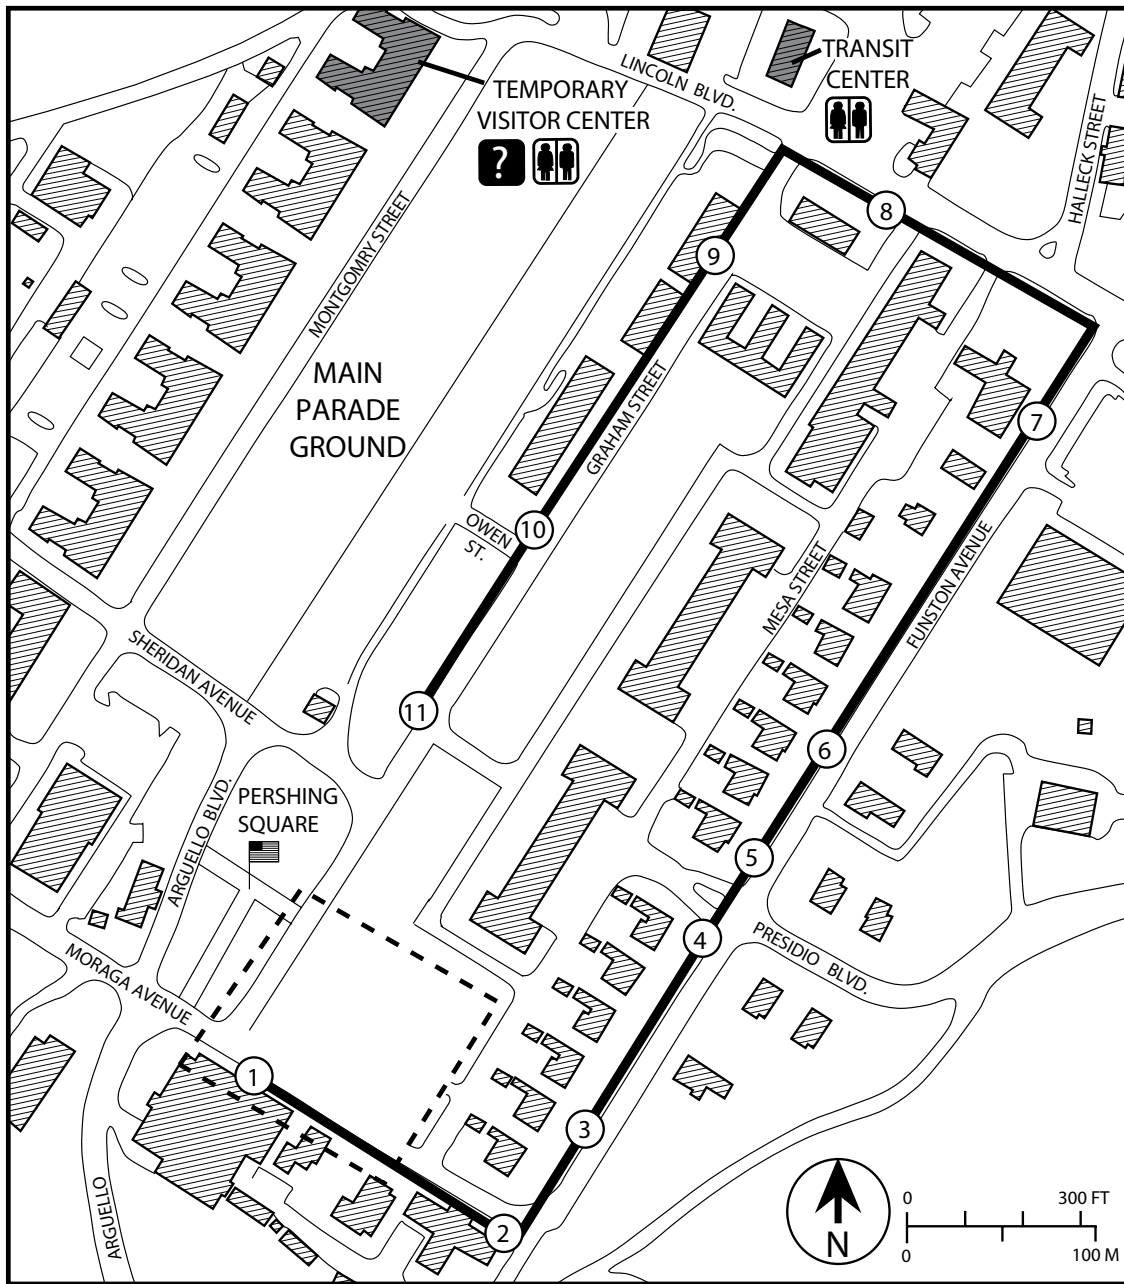 LINCOLN BLVD.
TRANSIT
CENTER
TEMPORARY
VISITOR CENTER
?
HALLECK STREET
8
9
MONTGOMRY STREET
MAIN
PARADE
GROUND
GRAHAM STREET
7
OWEN
ST.
10
MESA STREET
FUNSTON AVENUE
SHERIDAN AVENUE
11
6
ARGUELLO BLVD.
PERSHING
SQUARE
5
4
PRESIDIO BLVD.
MORAGA AVENUE
1
3
2
ARGUELLO
N
0
300 FT
0
100 M